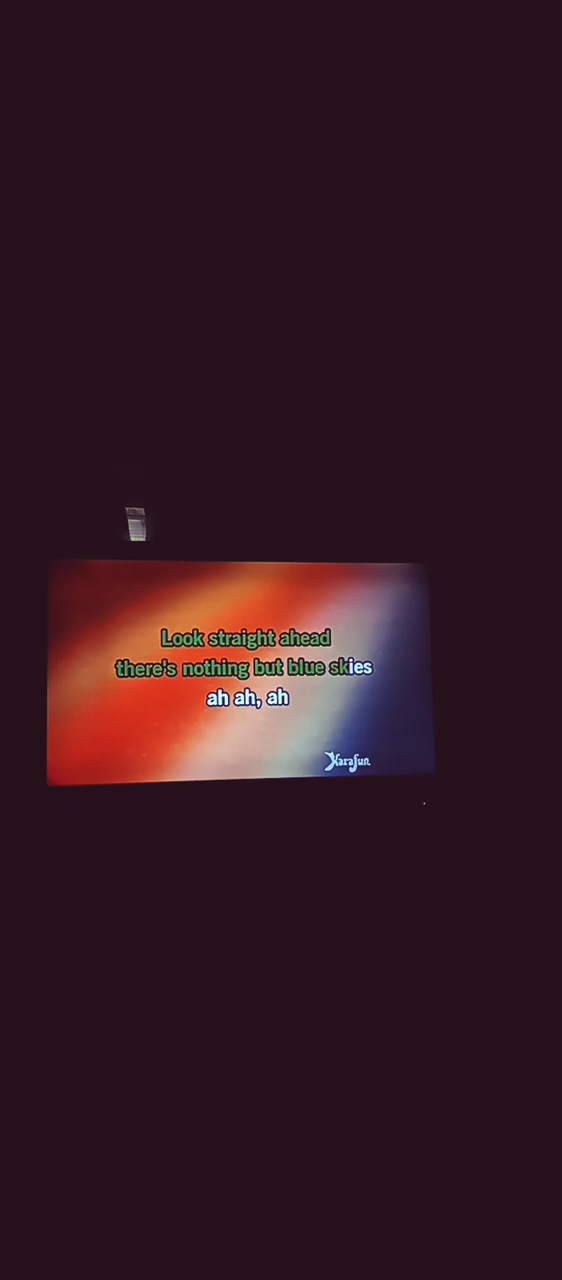 Look straight ahead
there's nothing but blue skies
ah ah, ah
Karafun